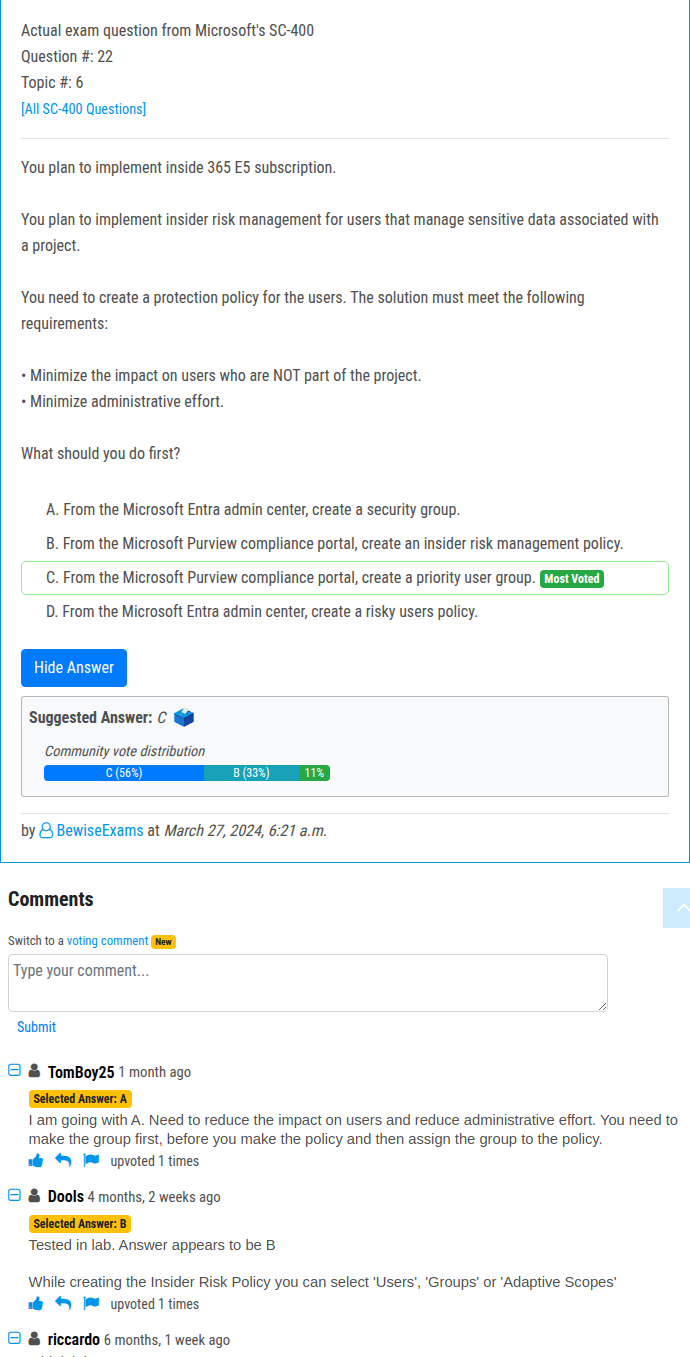 Actual exam question from Microsoft's SC-400
Question #: 22
Topic #: 6
[All SC-400 Questions]
You plan to implement inside 365 E5 subscription.
You plan to implement insider risk management for users that manage sensitive data associated with
a project.
You need to create a protection policy for the users. The solution must meet the following
requirements:
• Minimize the impact on users who are NOT part of the project.
• Minimize administrative effort.
What should you do first?
A. From the Microsoft Entra admin center, create a security group.
B. From the Microsoft Purview compliance portal, create an insider risk management policy.
C. From the Microsoft Purview compliance portal, create a priority user group. Most Voted
D. From the Microsoft Entra admin center, create a risky users policy.
Hide Answer
Suggested Answer: C
Community vote distribution
C (56%) B (33%) 11%
by BewiseExams at March 27, 2024, 6:21 a.m.
Comments
Switch to a voting comment New
Type your comment...
Submit
TomBoy25 1 month ago
Selected Answer: A
I am going with A. Need to reduce the impact on users and reduce administrative effort. You need to
make the group first, before you make the policy and then assign the group to the policy.
upvoted 1 times
Dools 4 months, 2 weeks ago
Selected Answer: B
Tested in lab. Answer appears to be B
While creating the Insider Risk Policy you can select 'Users', 'Groups' or 'Adaptive Scopes'
upvoted 1 times
riccardo 6 months, 1 week ago